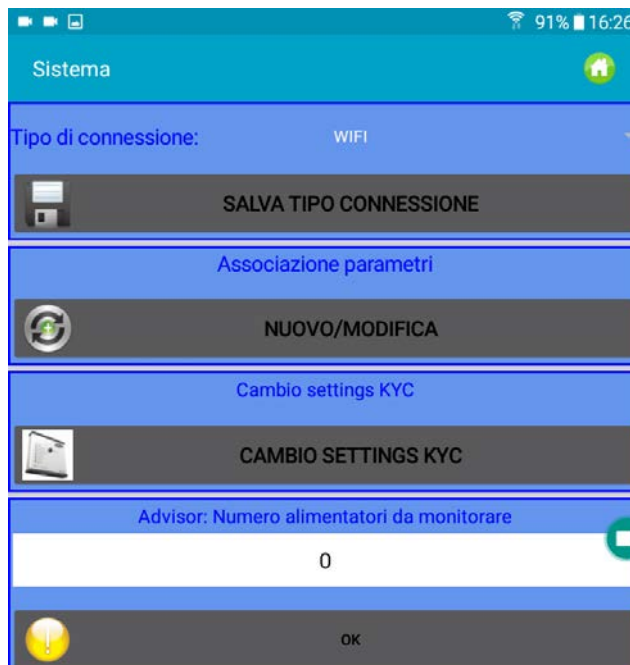 91% 16:26
Sistema
Tipo di connessione: WIFI
SALVA TIPO CONNESSIONE
Associazione parametri
NUOVO/MODIFICA
Cambio settings KYC
CAMBIO SETTINGS KYC
Advisor: Numero alimentatori da monitorare
0
OK